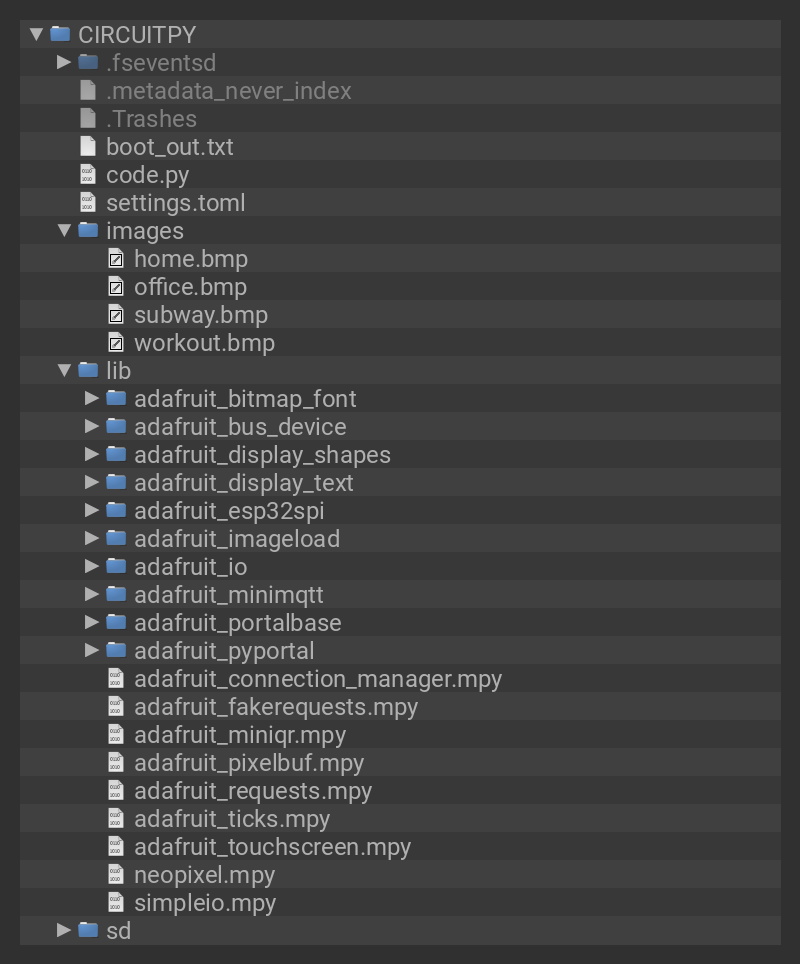 CIRCUITPY
.fseventsd
.metadata_never_index
.Trashes
boot_out.txt
code.py
settings.toml
images
home.bmp
office.bmp
subway.bmp
workout.bmp
lib
adafruit_bitmap_font
adafruit_bus_device
adafruit_display_shapes
adafruit_display_text
adafruit_esp32spi
adafruit_imageload
adafruit_io
adafruit_minimqtt
adafruit_portalbase
adafruit_pyportal
adafruit_connection_manager.mpy
adafruit_fakerequests.mpy
adafruit_miniqr.mpy
adafruit_pixelbuf.mpy
adafruit_requests.mpy
adafruit_ticks.mpy
adafruit_touchscreen.mpy
neopixel.mpy
simpleio.mpy
sd